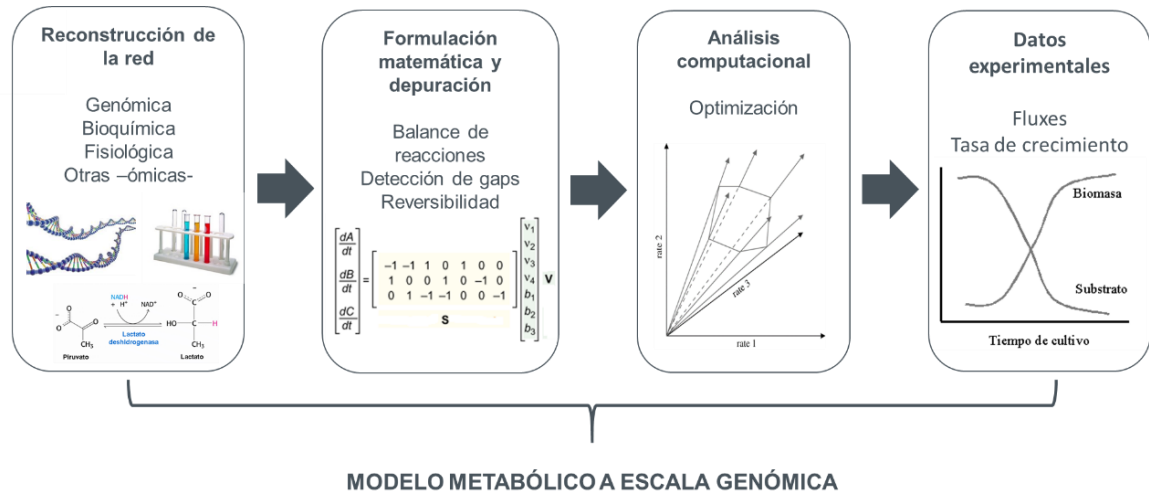 Reconstrucción de
la red
Genómica
Bioquímica
Fisiológica
Otras –ómicas-
NADH
+ H⁺
NAD⁺
Lactato
deshidrogenasa
⁻
O
O
O
CH₃
Piruvato
⁻
O
O
HO
H
CH₃
Lactato
Formulación
matemática y
depuración
Balance de
reacciones
Detección de gaps
Reversibilidad
dA
dt
dB
dt
dC
dt
=
−1 −1 1 0 1 0 0
1 0 0 1 0 −1 0
0 1 −1 −1 0 0 −1
S
v₁
v₂
v₃
v₄
b₁
b₂
b₃
V
Análisis
computacional
Optimización
rate 2
rate 3
rate 1
Datos
experimentales
Fluxes
Tasa de crecimiento
Biomasa
Substrato
Tiempo de cultivo
MODELO METABÓLICO A ESCALA GENÓMICA